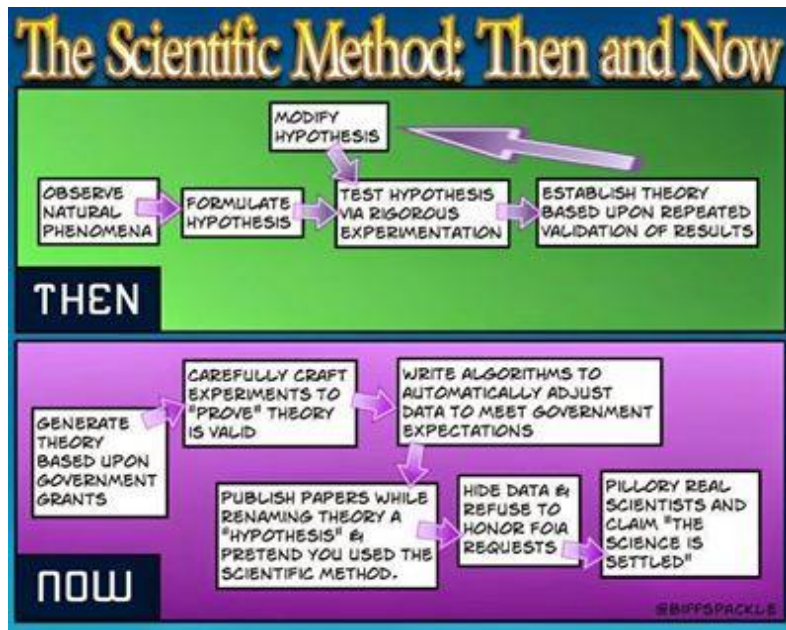 The Scientific Method: Then and Now
MODIFY
HYPOTHESIS
OBSERVE
NATURAL
PHENOMENA
FORMULATE
HYPOTHESIS
TEST HYPOTHESIS
VIA RIGOROUS
EXPERIMENTATION
ESTABLISH THEORY
BASED UPON REPEATED
VALIDATION OF RESULTS
THEN
GENERATE
THEORY
BASED UPON
GOVERNMENT
GRANTS
CAREFULLY CRAFT
EXPERIMENTS TO
"PROVE" THEORY
IS VALID
WRITE ALGORITHMS TO
AUTOMATICALLY ADJUST
DATA TO MEET GOVERNMENT
EXPECTATIONS
PUBLISH PAPERS WHILE
RENAMING THEORY A
"HYPOTHESIS" &
PRETEND YOU USED THE
SCIENTIFIC METHOD.
HIDE DATA &
REFUSE TO
HONOR FOIA
REQUESTS
PILLORY REAL
SCIENTISTS AND
CLAIM "THE
SCIENCE IS
SETTLED"
NOW
@BIFFSPACKLE